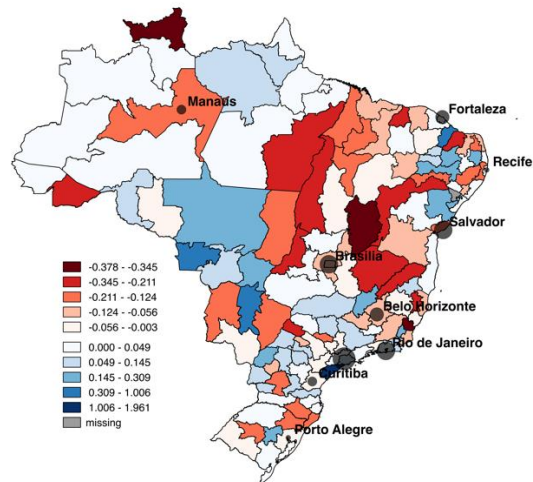 Manaus
Fortaleza
Recife
Salvador
Brasília
Belo Horizonte
Rio de Janeiro
Curitiba
Porto Alegre
-0.378 - -0.345
-0.345 - -0.211
-0.211 - -0.124
-0.124 - -0.056
-0.056 - -0.003
0.000 - 0.049
0.049 - 0.145
0.145 - 0.309
0.309 - 1.006
1.006 - 1.961
missing